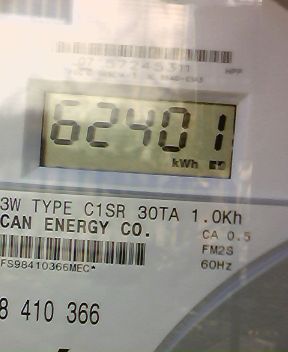 HPP
62401
kWh
3W TYPE C1SR 30TA 1.0Kh
CAN ENERGY CO.
CA 0.5
FM2S
FS98410366MEC*
60Hz
8 410 366